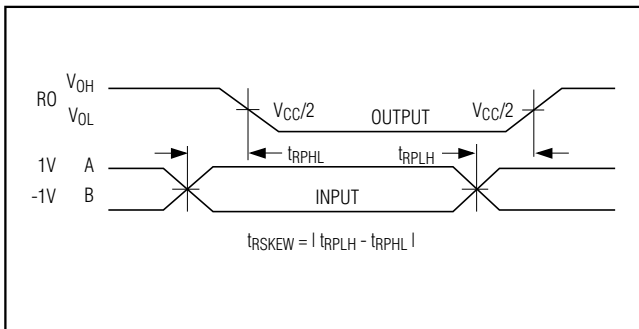 RO VOH
VOL
VCC/2 OUTPUT VCC/2
1V A tRPHL tRPLH
-1V B INPUT
tRSKEW = | tRPLH - tRPHL |